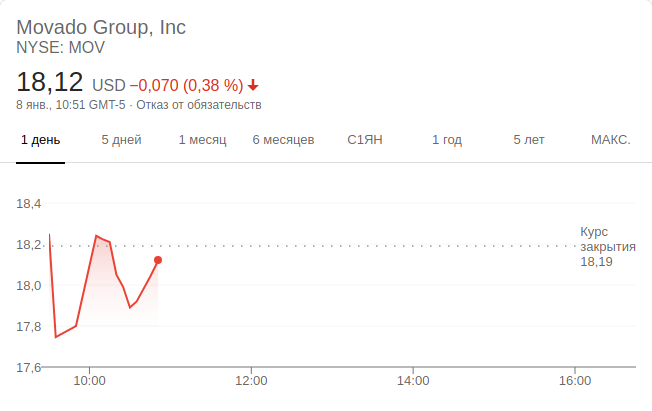 Movado Group, Inc
NYSE: MOV
18,12 USD −0,070 (0,38 %)
8 янв., 10:51 GMT-5 · Отказ от обязательств
1 день 5 дней 1 месяц 6 месяцев С1ЯН 1 год 5 лет МАКС.
18,4
18,2
18,0
17,8
17,6
Курс
закрытия
18,19
10:00 12:00 14:00 16:00